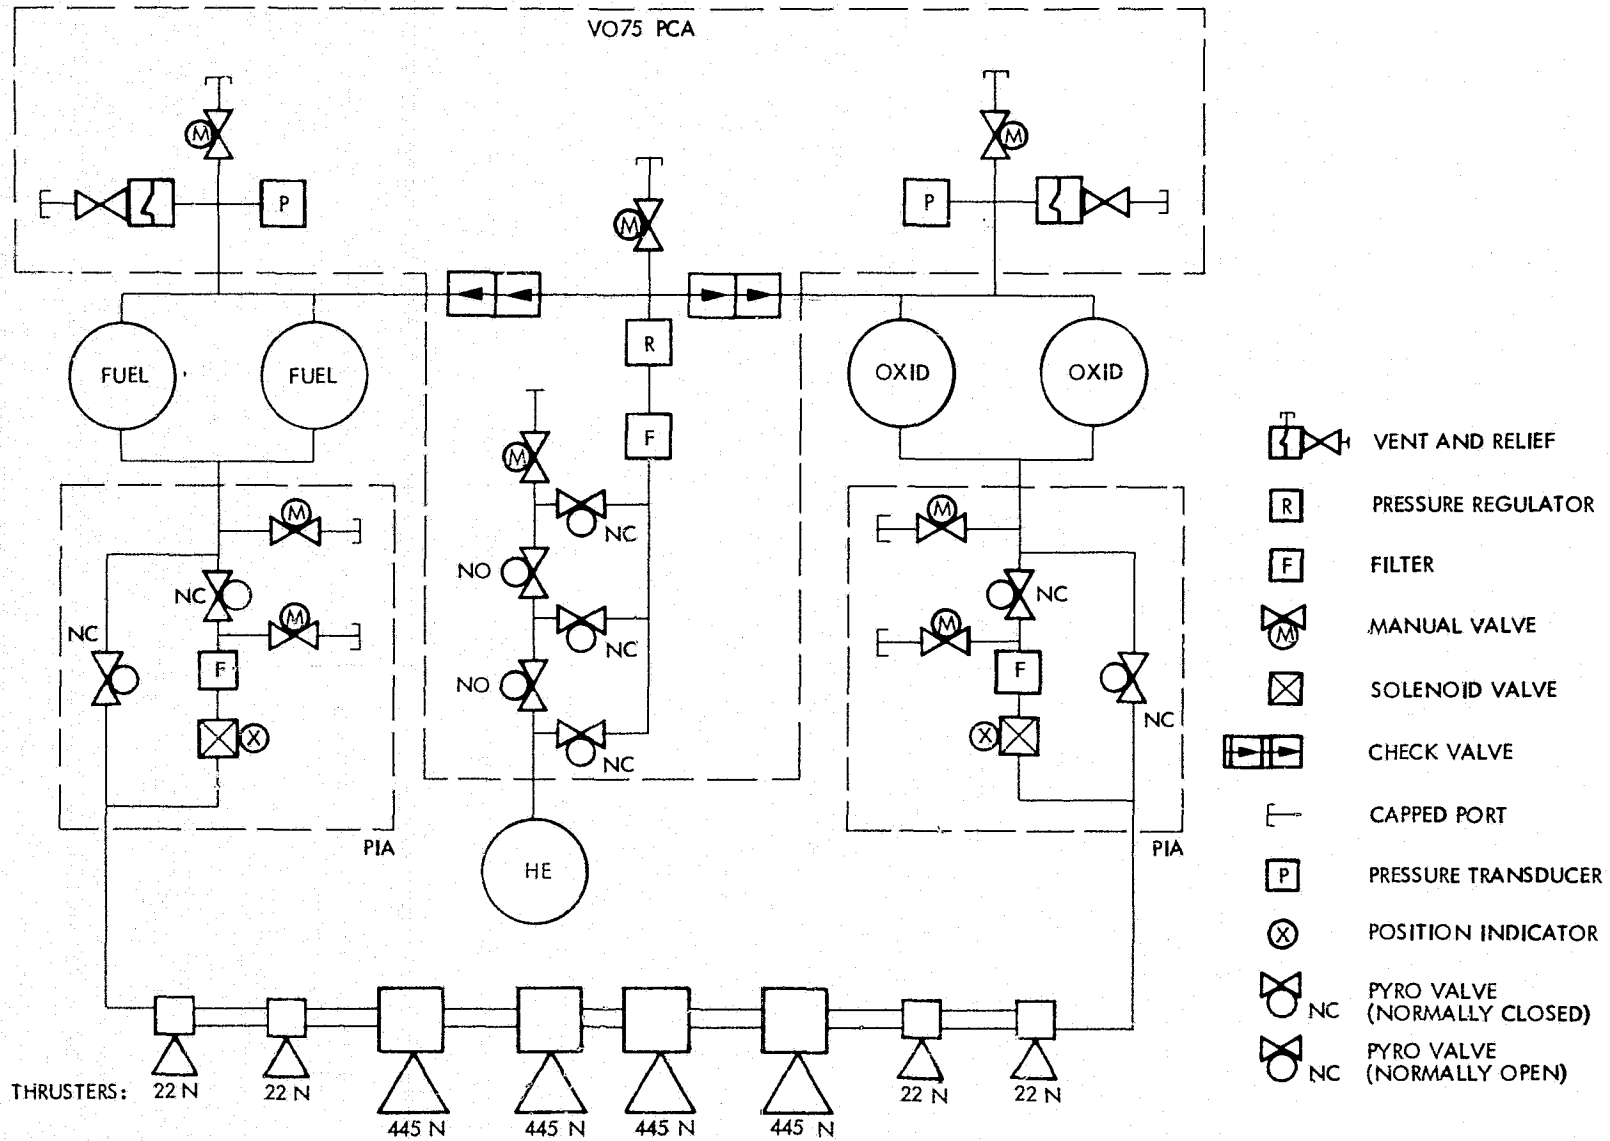 VO75 PCA
M
M
P
M
P
R
FUEL
FUEL
OXID
OXID
F
M
M
M
NC
NO
NC
NC
M
M
NC
NC
F
NC
NO
F
NC
X
X
NC
PIA
HE
PIA
VENT AND RELIEF
R PRESSURE REGULATOR
F FILTER
M MANUAL VALVE
SOLENOID VALVE
CHECK VALVE
CAPPED PORT
P PRESSURE TRANSDUCER
X POSITION INDICATOR
NC PYRO VALVE
(NORMALLY CLOSED)
NC PYRO VALVE
(NORMALLY OPEN)
THRUSTERS: 22 N 22 N 445 N 445 N 445 N 445 N 22 N 22 N